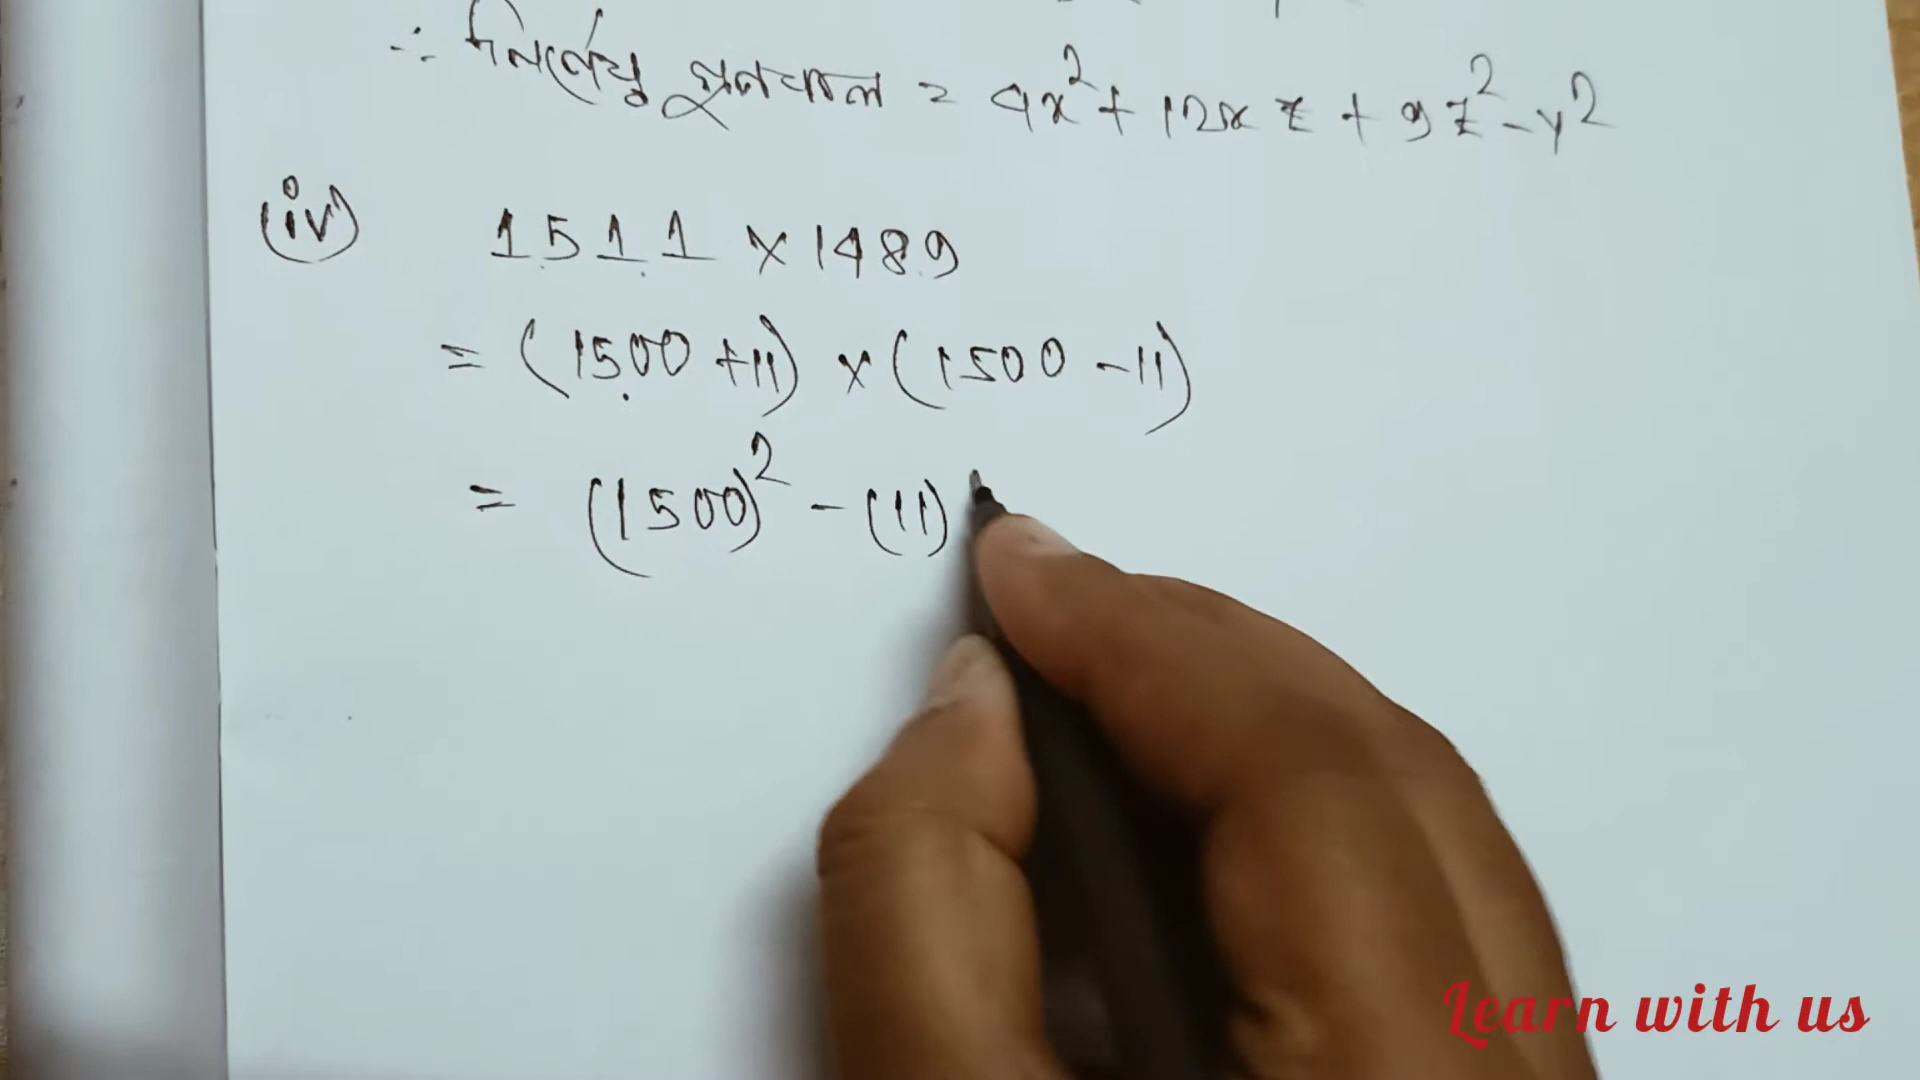 ∴ নির্ণেয় গুণফল = 4x² + 12xz + 9z² - y²
(iv) 1511 × 1489
= (1500 + 11) × (1500 - 11)
= (1500)² - (11)
Learn with us